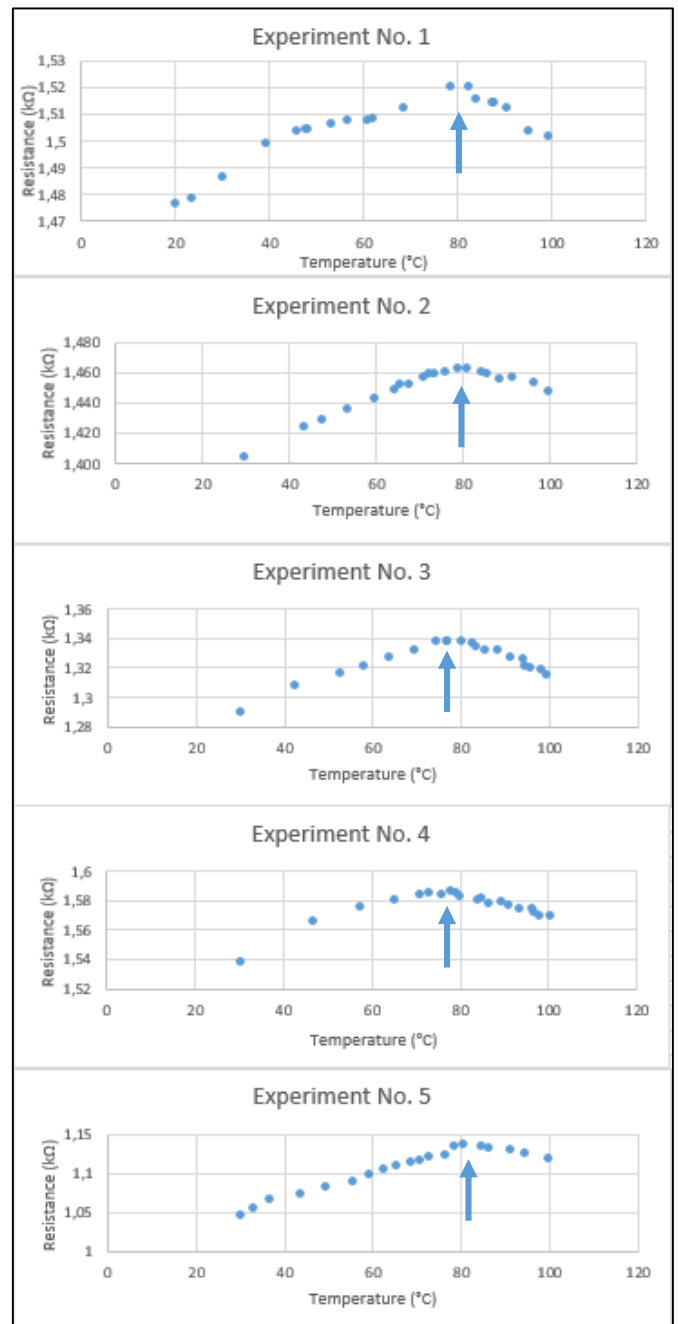 Experiment No. 1
Resistance (kΩ)
1,53
1,52
1,51
1,5
1,49
1,48
1,47
0 20 40 60 80 100 120
Temperature (°C)
Experiment No. 2
Resistance (kΩ)
1,480
1,460
1,440
1,420
1,400
0 20 40 60 80 100 120
Temperature (°C)
Experiment No. 3
Resistance (kΩ)
1,36
1,34
1,32
1,3
1,28
0 20 40 60 80 100 120
Temperature (°C)
Experiment No. 4
Resistance (kΩ)
1,6
1,58
1,56
1,54
1,52
0 20 40 60 80 100 120
Temperature (°C)
Experiment No. 5
Resistance (kΩ)
1,15
1,1
1,05
1
0 20 40 60 80 100 120
Temperature (°C)